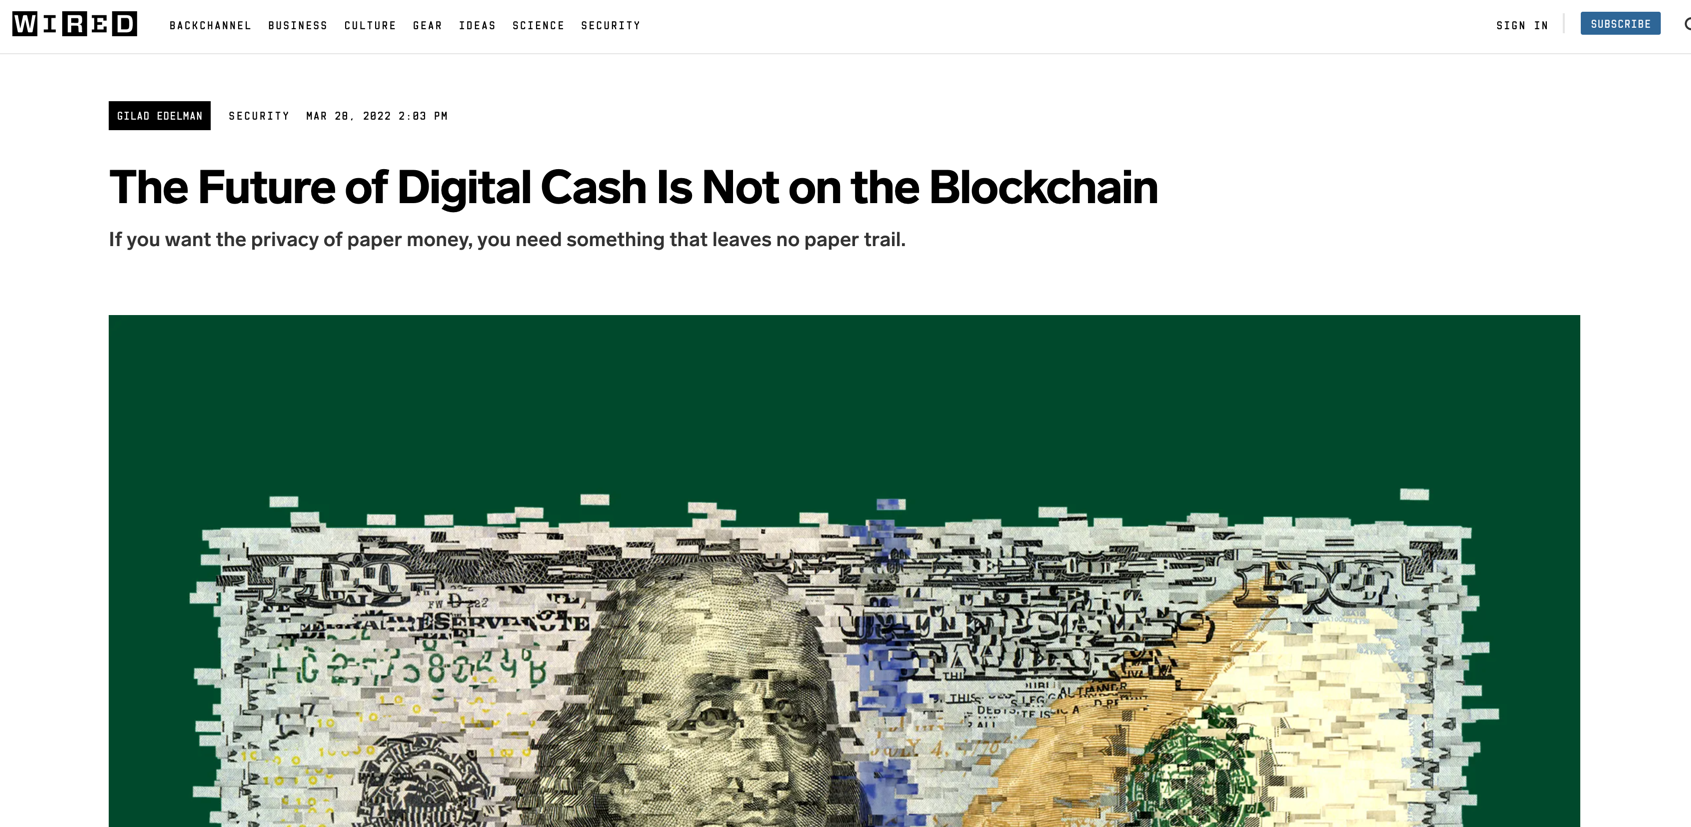 WIRED
BACKCHANNEL BUSINESS CULTURE GEAR IDEAS SCIENCE SECURITY
SIGN IN
SUBSCRIBE
GILAD EDELMAN SECURITY MAR 28, 2022 2:03 PM
The Future of Digital Cash Is Not on the Blockchain
If you want the privacy of paper money, you need something that leaves no paper trail.